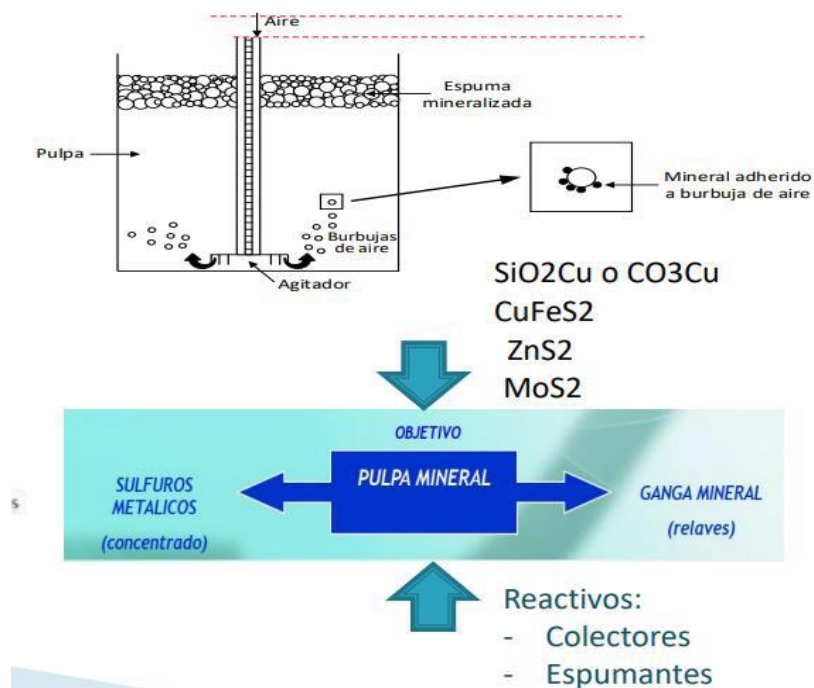 Aire
Espuma
mineralizada
Pulpa
Mineral adherido
a burbuja de aire
Burbujas
de aire
Agitador
SiO2Cu o CO3Cu
CuFeS2
ZnS2
MoS2
OBJETIVO
PULPA MINERAL
SULFUROS
METALICOS
(concentrado)
GANGA MINERAL
(relaves)
s
Reactivos:
- Colectores
- Espumantes